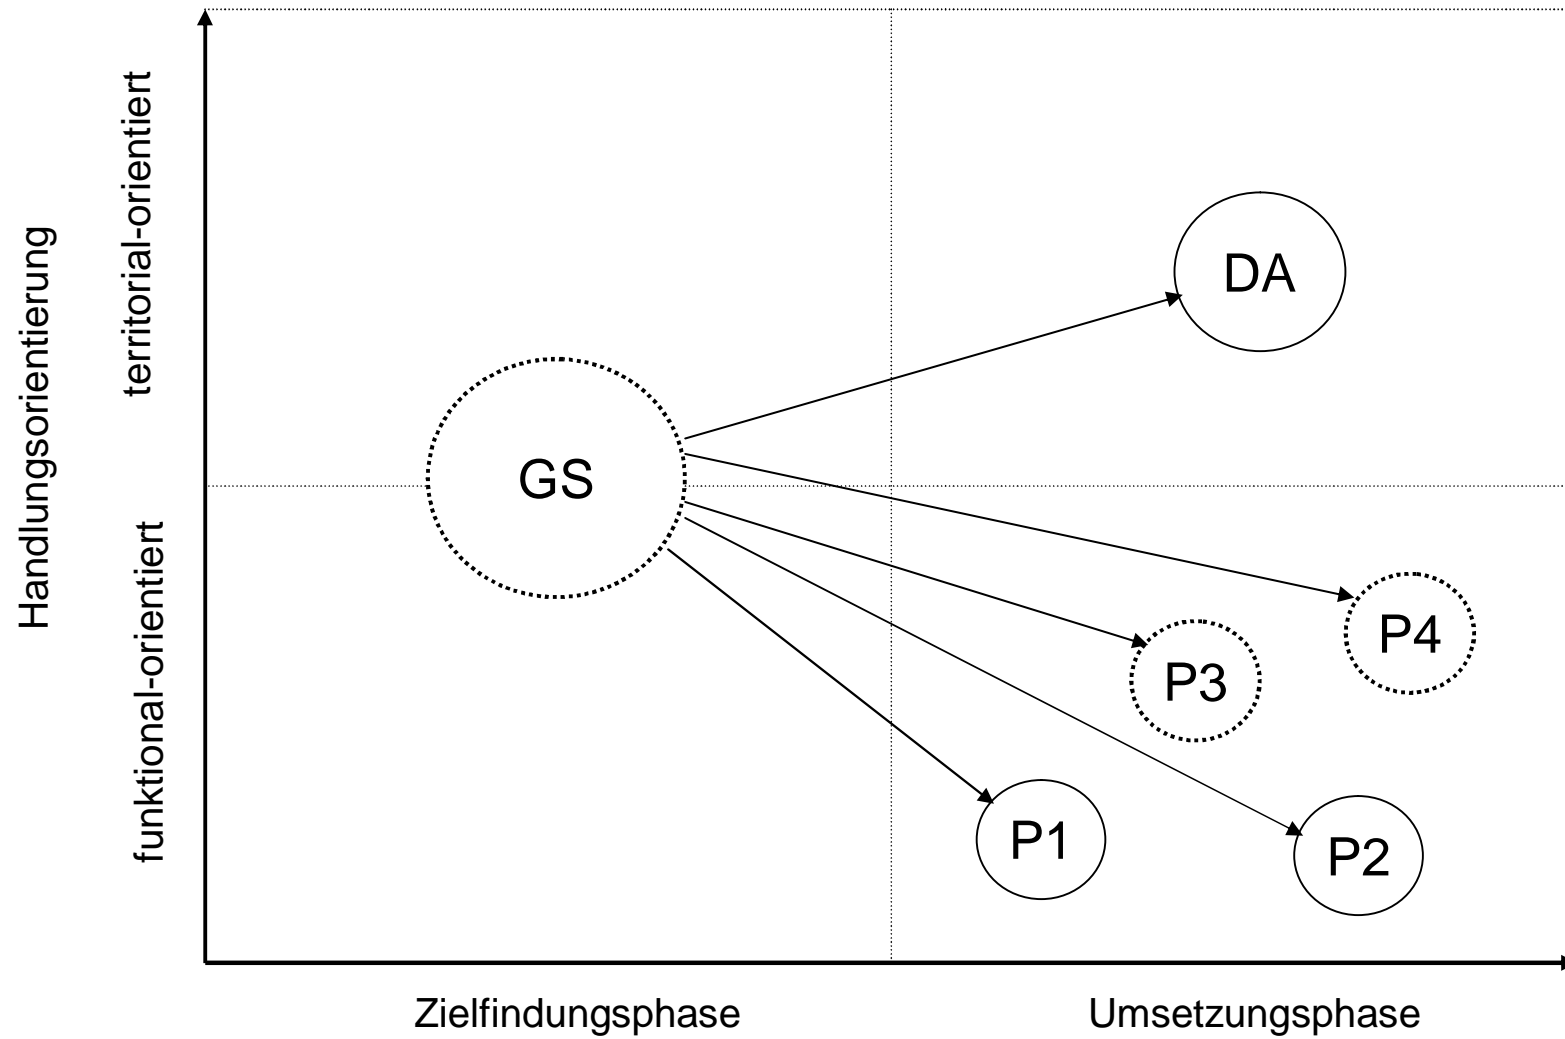 Handlungsorientierung
territorial-orientiert
funktional-orientiert
DA
GS
P4
P3
P1
P2
Zielfindungsphase
Umsetzungsphase